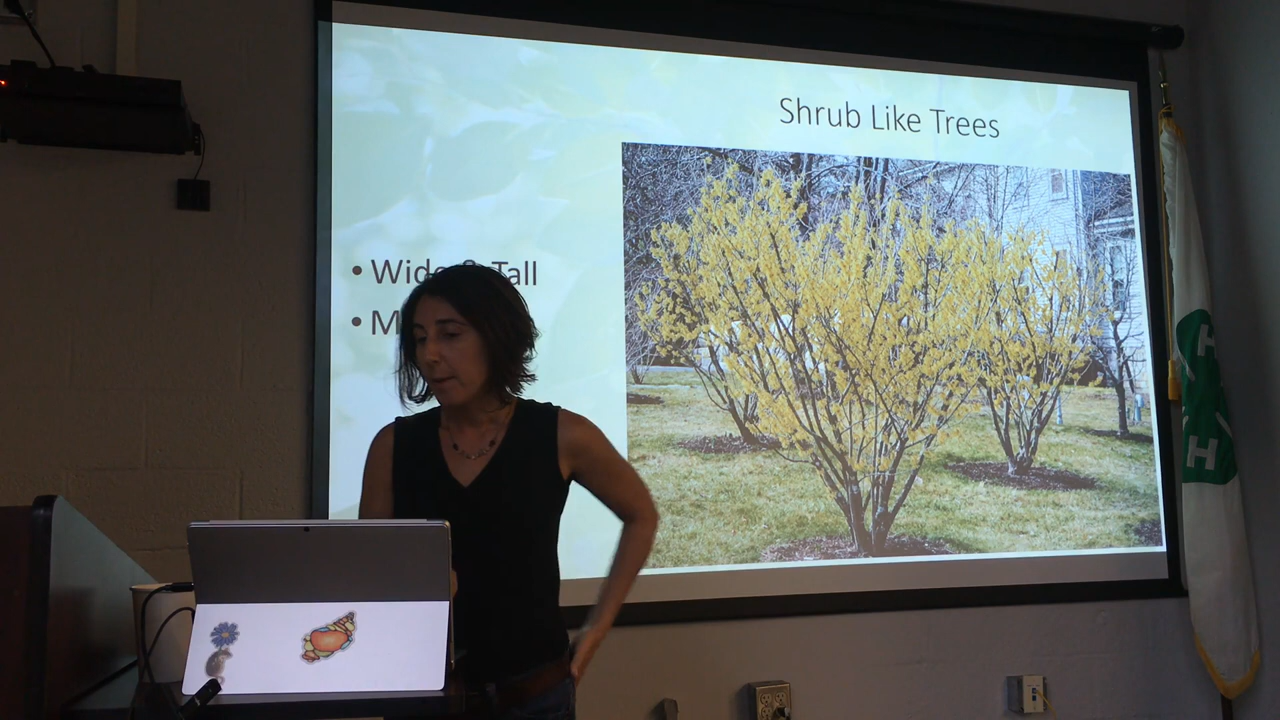 Shrub Like Trees
• Wide & Tall
H
H